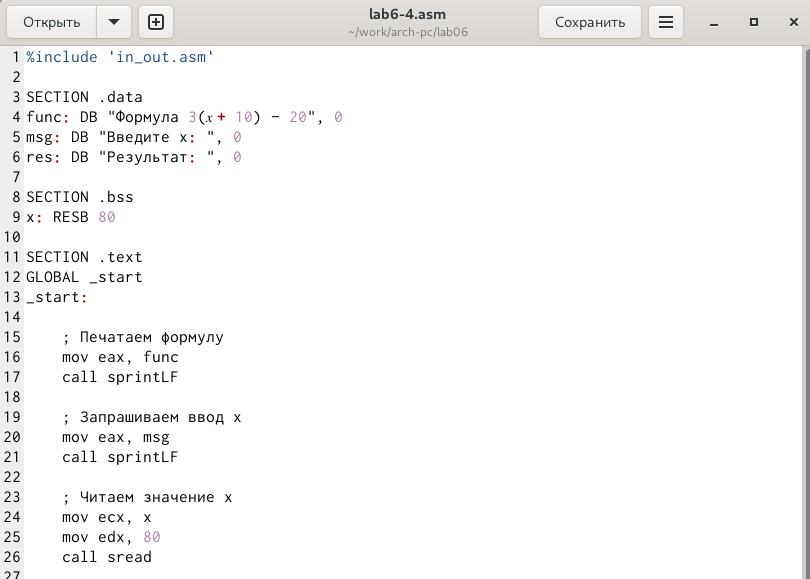 Открыть
lab6-4.asm
~/work/arch-pc/lab06
Сохранить
1 %include 'in_out.asm'
2
3 SECTION .data
4 func: DB "Формула 3(𝑥 + 10) − 20", 0
5 msg: DB "Введите x: ", 0
6 res: DB "Результат: ", 0
7
8 SECTION .bss
9 x: RESB 80
10
11 SECTION .text
12 GLOBAL _start
13 _start:
14
15     ; Печатаем формулу
16     mov eax, func
17     call sprintLF
18
19     ; Запрашиваем ввод x
20     mov eax, msg
21     call sprintLF
22
23     ; Читаем значение x
24     mov ecx, x
25     mov edx, 80
26     call sread
27